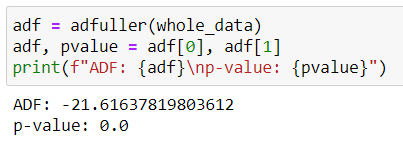 adf = adfuller(whole_data)
adf, pvalue = adf[0], adf[1]
print(f"ADF: {adf}\np-value: {pvalue}")
ADF: -21.61637819803612
p-value: 0.0